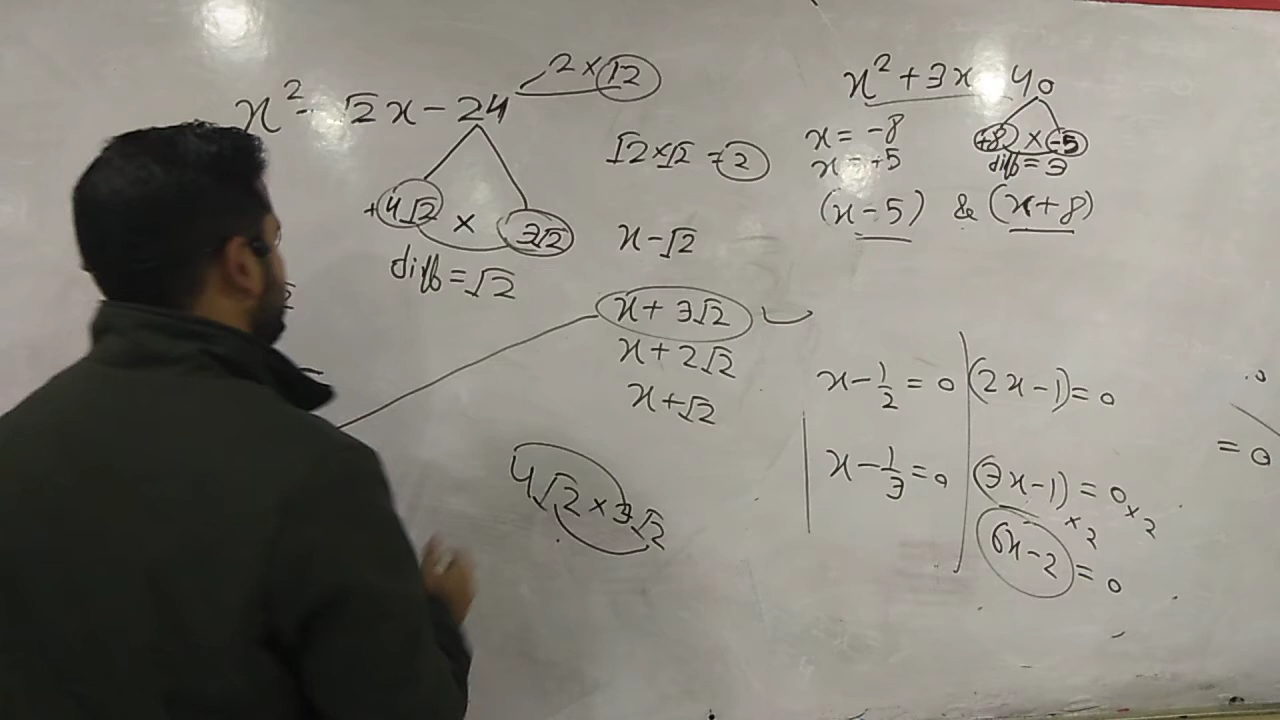 x² - √2x - 24
2 × 12
+4√2 × 3√2
diff = √2
√2 × √2 = 2
x - √2
x + 3√2
x + 2√2
x + √2
4√2 × 3√2
x² + 3x 40
+8 × -5
diff = 3
x = -8
x = +5
(x - 5) & (x + 8)
x - 1/2 = 0
(2x - 1) = 0
x - 1/3 = 0
(3x - 1) = 0
× 2 × 2
6x - 2 = 0
= 0